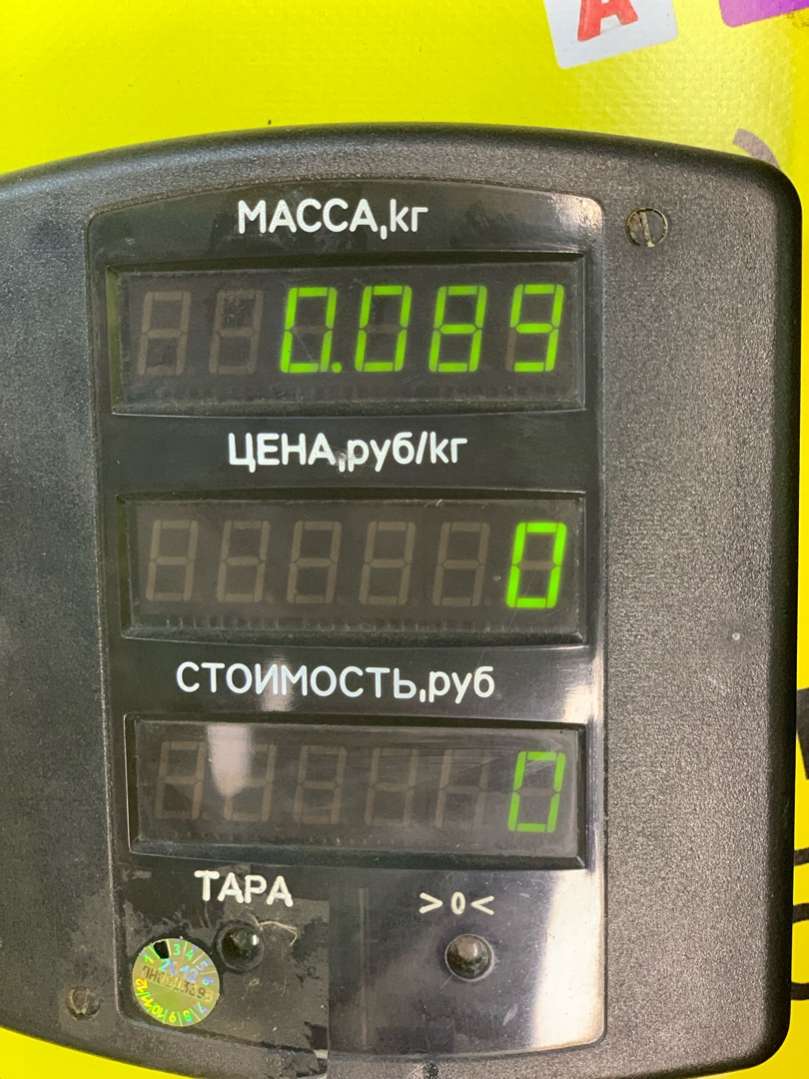 А
МАССА,кг
0.089
ЦЕНА,руб/кг
0
СТОИМОСТЬ,руб
0
ТАРА
>0<